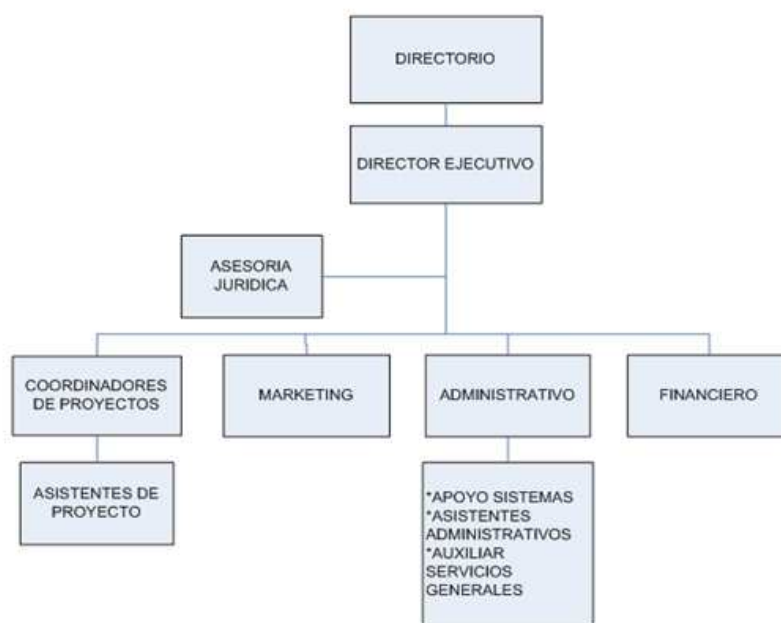 DIRECTORIO
DIRECTOR EJECUTIVO
ASESORIA
JURIDICA
COORDINADORES
DE PROYECTOS
MARKETING
ADMINISTRATIVO
FINANCIERO
ASISTENTES DE
PROYECTO
*APOYO SISTEMAS
*ASISTENTES
ADMINISTRATIVOS
*AUXILIAR
SERVICIOS
GENERALES